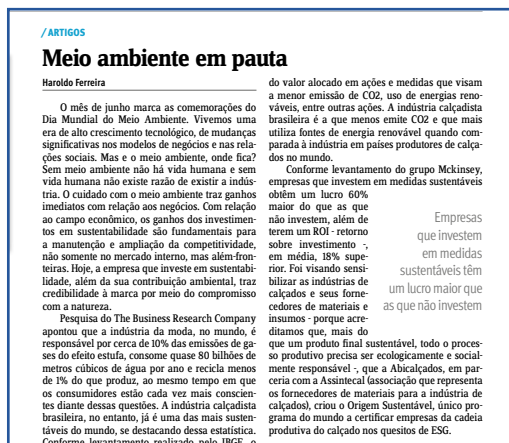 /ARTIGOS
Meio ambiente em pauta
Haroldo Ferreira
O mês de junho marca as comemorações do
Dia Mundial do Meio Ambiente. Vivemos uma
era de alto crescimento tecnológico, de mudanças
significativas nos modelos de negócios e nas rela-
ções sociais. Mas e o meio ambiente, onde fica?
Sem meio ambiente não há vida humana e sem
vida humana não existe razão de existir a indús-
tria. O cuidado com o meio ambiente traz ganhos
imediatos com relação aos negócios. Com relação
ao campo econômico, os ganhos dos investimen-
tos em sustentabilidade são fundamentais para
a manutenção e ampliação da competitividade,
não somente no mercado interno, mas além-fron-
teiras. Hoje, a empresa que investe em sustentabi-
lidade, além da sua contribuição ambiental, traz
credibilidade à marca por meio do compromisso
com a natureza.
Pesquisa do The Business Research Company
apontou que a indústria da moda, no mundo, é
responsável por cerca de 10% das emissões de ga-
ses do efeito estufa, consome quase 80 bilhões de
metros cúbicos de água por ano e recicla menos
de 1% do que produz, ao mesmo tempo em que
os consumidores estão cada vez mais conscien-
tes diante dessas questões. A indústria calçadista
brasileira, no entanto, já é uma das mais susten-
táveis do mundo, se destacando dessa estatística.
Conforme levantamento realizado pelo IBGE, o
do valor alocado em ações e medidas que visam
a menor emissão de CO2, uso de energias reno-
váveis, entre outras ações. A indústria calçadista
brasileira é a que menos emite CO2 e que mais
utiliza fontes de energia renovável quando com-
parada à indústria em países produtores de calça-
dos no mundo.
Conforme levantamento do grupo Mckinsey,
empresas que investem em medidas sustentáveis
obtêm um lucro 60%
maior do que as que
não investem, além de
terem um ROI - retorno
sobre investimento -,
em média, 18% supe-
rior. Foi visando sensi-
bilizar as indústrias de
calçados e seus forne-
cedores de materiais e
insumos - porque acre-
ditamos que, mais do
que um produto final sustentável, todo o proces-
so produtivo precisa ser ecologicamente e social-
mente responsável -, que a Abicalçados, em par-
ceria com a Assintecal (associação que representa
os fornecedores de materiais para a indústria de
calçados), criou o Origem Sustentável, único pro-
grama do mundo a certificar empresas da cadeia
produtiva do calçado nos quesitos de ESG.
Empresas
que investem
em medidas
sustentáveis têm
um lucro maior que
as que não investem